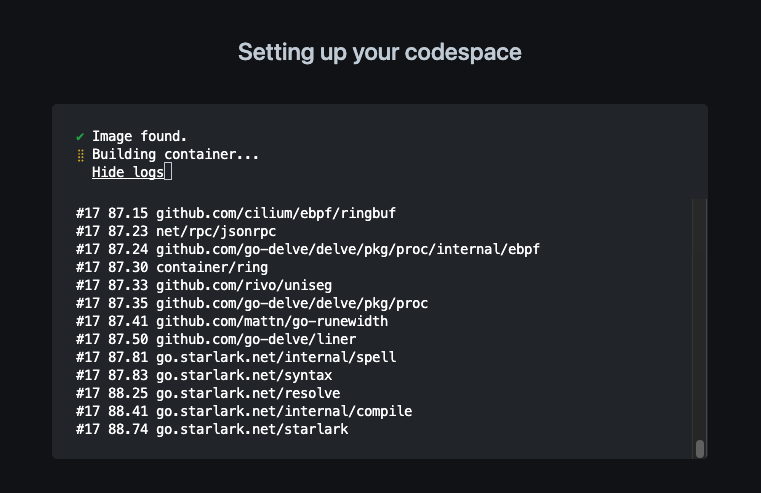 Setting up your codespace
✔ Image found.
⣿ Building container...
Hide logs
#17 87.15 github.com/cilium/ebpf/ringbuf
#17 87.23 net/rpc/jsonrpc
#17 87.24 github.com/go-delve/delve/pkg/proc/internal/ebpf
#17 87.30 container/ring
#17 87.33 github.com/rivo/uniseg
#17 87.35 github.com/go-delve/delve/pkg/proc
#17 87.41 github.com/mattn/go-runewidth
#17 87.50 github.com/go-delve/liner
#17 87.81 go.starlark.net/internal/spell
#17 87.83 go.starlark.net/syntax
#17 88.25 go.starlark.net/resolve
#17 88.41 go.starlark.net/internal/compile
#17 88.74 go.starlark.net/starlark